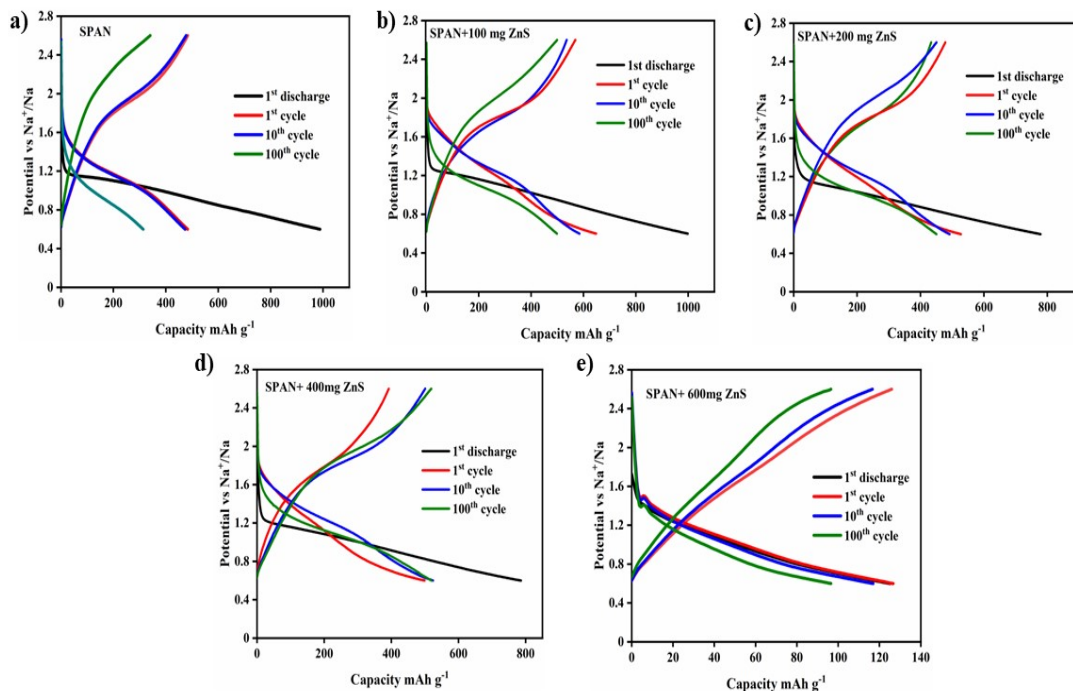 a)
SPAN
1st discharge
1st cycle
10th cycle
100th cycle
2.8
2.4
2.0
1.6
1.2
0.8
0.4
0
200
400
600
800
1000
Potential vs Na+/Na
Capacity mAh g-1
b)
SPAN+100 mg ZnS
1st discharge
1st cycle
10th cycle
100th cycle
2.8
2.4
2.0
1.6
1.2
0.8
0.4
0
200
400
600
800
1000
Potential vs Na+/Na
Capacity mAh g-1
c)
SPAN+200 mg ZnS
1st discharge
1st cycle
10th cycle
100th cycle
2.8
2.4
2.0
1.6
1.2
0.8
0.4
0
200
400
600
800
Potential vs Na+/Na
Capacity mAh g-1
d)
SPAN+ 400mg ZnS
1st discharge
1st cycle
10th cycle
100th cycle
2.8
2.4
2.0
1.6
1.2
0.8
0.4
0
200
400
600
800
Potential vs Na+/Na
Capacity mAh g-1
e)
SPAN+ 600mg ZnS
1st discharge
1st cycle
10th cycle
100th cycle
2.8
2.4
2.0
1.6
1.2
0.8
0.4
0
20
40
60
80
100
120
140
Potential vs Na+/Na
Capacity mAh g-1